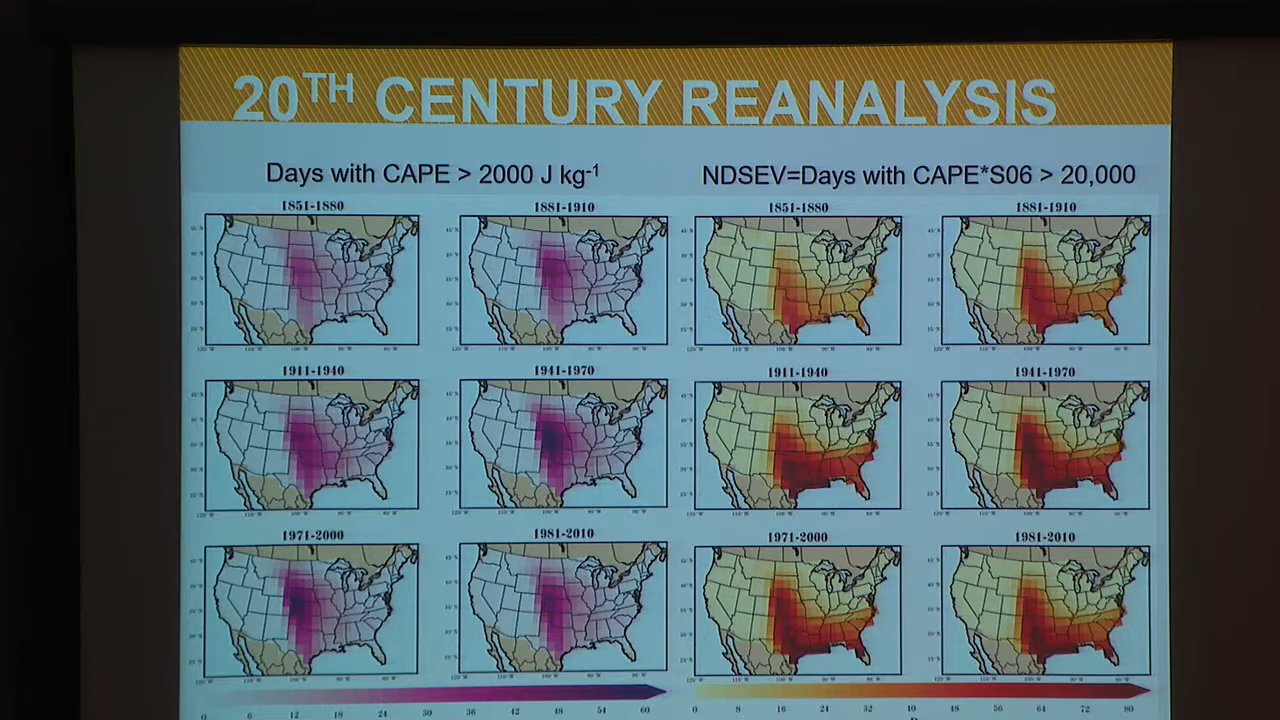 20TH CENTURY REANALYSIS
Days with CAPE > 2000 J kg-1
NDSEV=Days with CAPE*S06 > 20,000
1851-1880
1881-1910
1851-1880
1881-1910
1911-1940
1941-1970
1911-1940
1941-1970
1971-2000
1981-2010
1971-2000
1981-2010
0 6 12 18 24 30 36 42 48 54 60
0 8 16 24 32 40 48 56 64 72 80